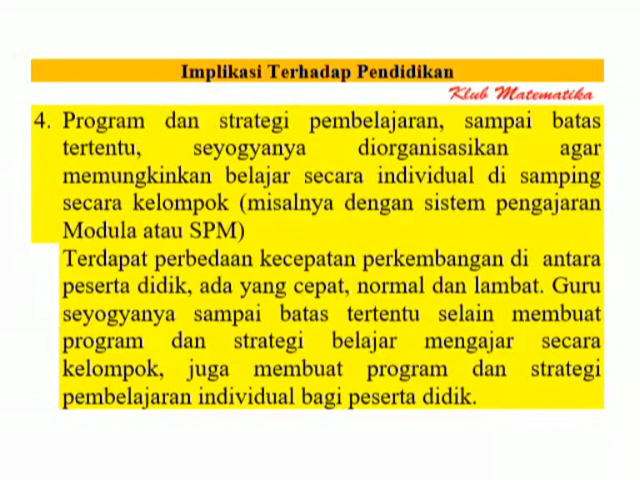 Implikasi Terhadap Pendidikan
Klub Matematika
4. Program dan strategi pembelajaran, sampai batas
tertentu, seyogyanya diorganisasikan agar
memungkinkan belajar secara individual di samping
secara kelompok (misalnya dengan sistem pengajaran
Modula atau SPM)
Terdapat perbedaan kecepatan perkembangan di antara
peserta didik, ada yang cepat, normal dan lambat. Guru
seyogyanya sampai batas tertentu selain membuat
program dan strategi belajar mengajar secara
kelompok, juga membuat program dan strategi
pembelajaran individual bagi peserta didik.